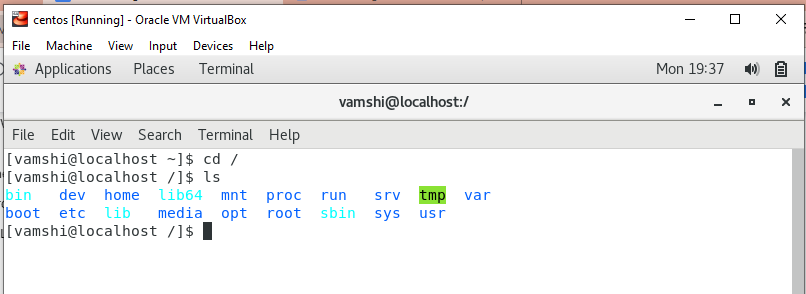 centos [Running] - Oracle VM VirtualBox
File Machine View Input Devices Help
Applications Places Terminal Mon 19:37
vamshi@localhost:/
File Edit View Search Terminal Help
[vamshi@localhost ~]$ cd /
[vamshi@localhost /]$ ls
bin dev home lib64 mnt proc run srv tmp var
boot etc lib media opt root sbin sys usr
[vamshi@localhost /]$